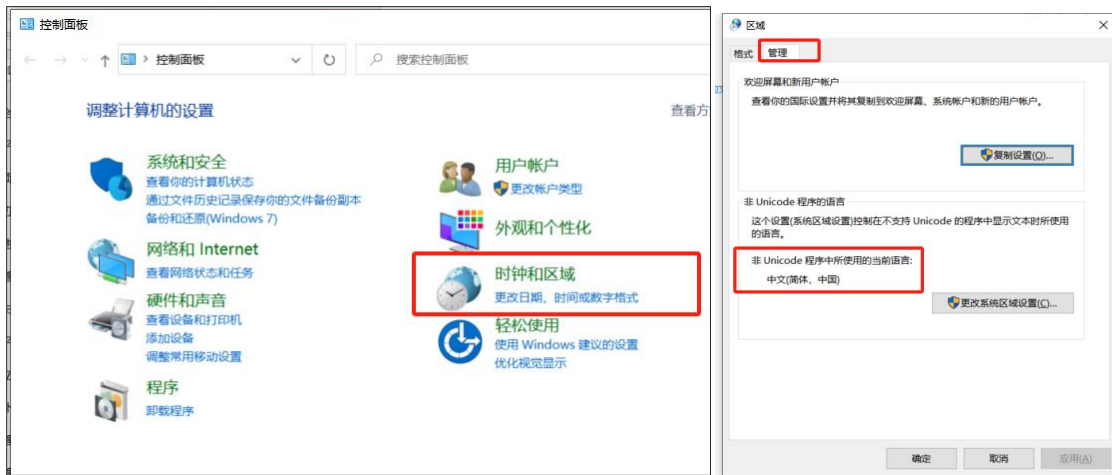 控制面板
控制面板
搜索控制面板
调整计算机的设置
查看方
系统和安全
查看你的计算机状态
通过文件历史记录保存你的文件备份副本
备份和还原(Windows 7)
网络和 Internet
查看网络状态和任务
硬件和声音
查看设备和打印机
添加设备
调整常用移动设置
程序
卸载程序
用户帐户
更改帐户类型
外观和个性化
时钟和区域
更改日期、时间或数字格式
轻松使用
使用 Windows 建议的设置
优化视觉显示
区域
格式 管理
欢迎屏幕和新用户帐户
查看你的国际设置并将其复制到欢迎屏幕、系统帐户和新的用户帐户。
复制设置(O)...
非 Unicode 程序的语言
这个设置(系统区域设置)控制在不支持 Unicode 的程序中显示文本时所使用
的语言。
非 Unicode 程序中所使用的当前语言:
中文(简体，中国)
更改系统区域设置(C)...
确定 取消 应用(A)